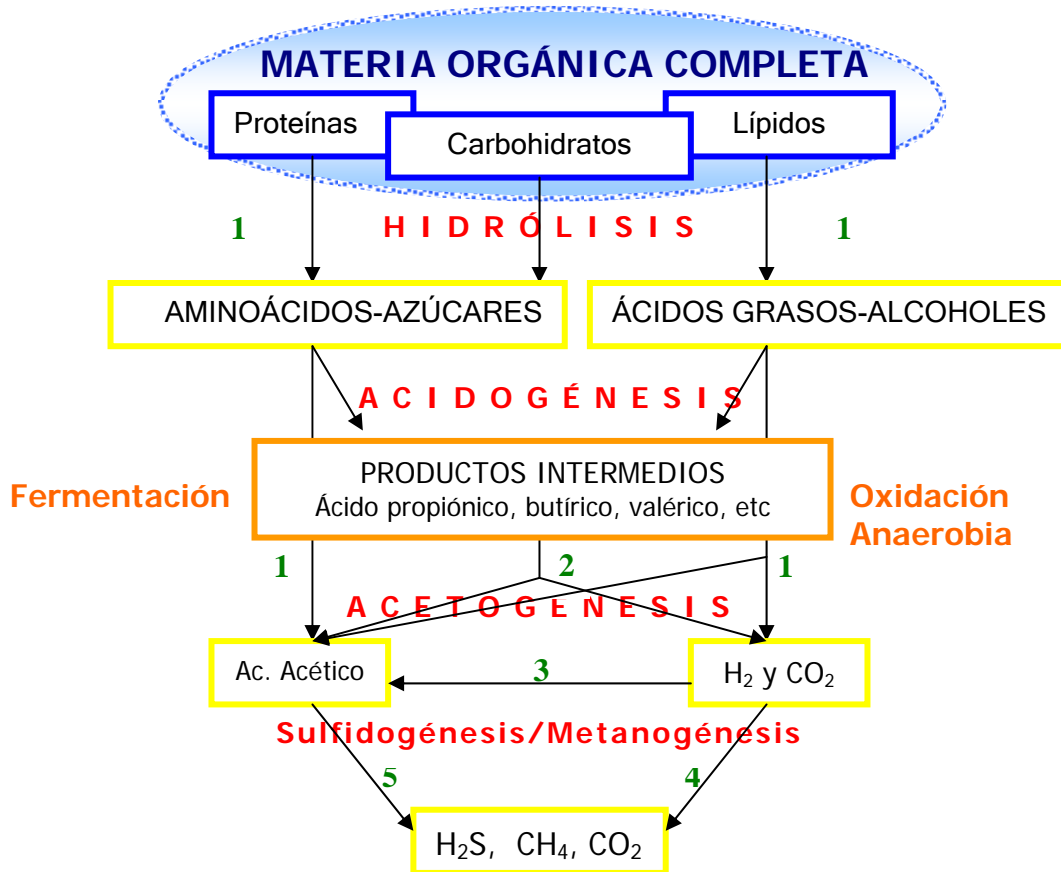 MATERIA ORGÁNICA COMPLETA
Proteínas
Carbohidratos
Lípidos
1
HIDRÓLISIS
1
AMINOÁCIDOS-AZÚCARES
ÁCIDOS GRASOS-ALCOHOLES
ACIDOGÉNESIS
PRODUCTOS INTERMEDIOS
Ácido propiónico, butírico, valérico, etc
Fermentación
Oxidación
Anaerobia
1
2
1
ACETOGENESIS
Ac. Acético
3
H₂ y CO₂
Sulfidogénesis/Metanogénesis
5
4
H₂S, CH₄, CO₂